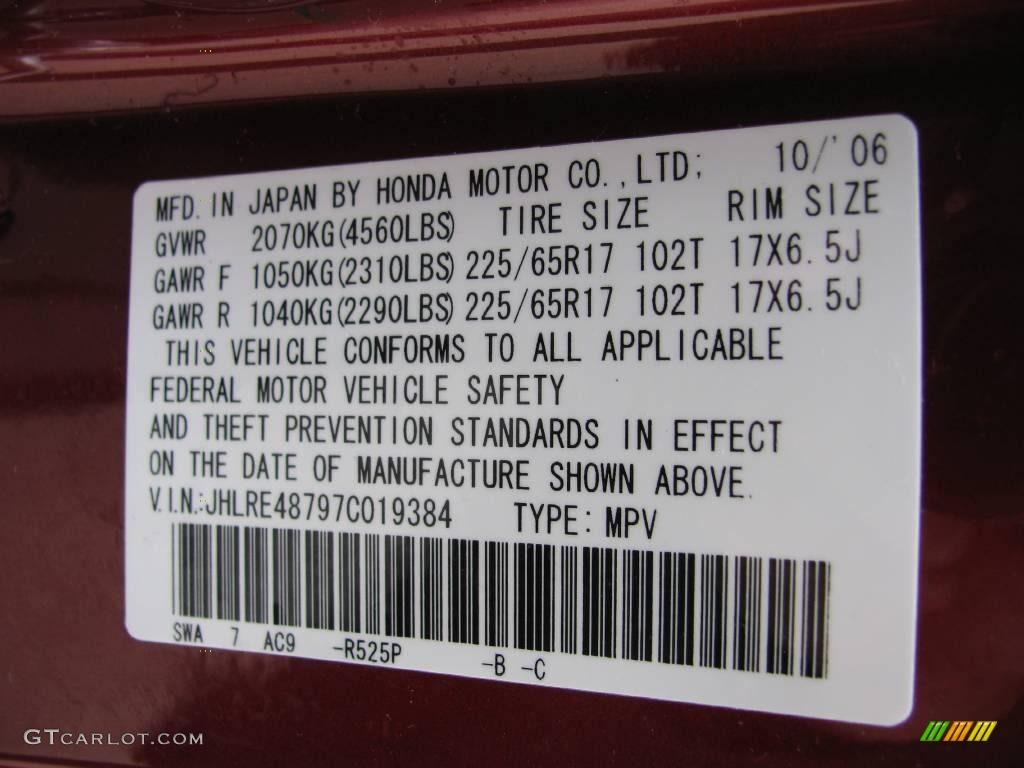 MFD. IN JAPAN BY HONDA MOTOR CO.,LTD; 10/'06
GVWR 2070KG(4560LBS) TIRE SIZE RIM SIZE
GAWR F 1050KG(2310LBS) 225/65R17 102T 17X6.5J
GAWR R 1040KG(2290LBS) 225/65R17 102T 17X6.5J
THIS VEHICLE CONFORMS TO ALL APPLICABLE
FEDERAL MOTOR VEHICLE SAFETY
AND THEFT PREVENTION STANDARDS IN EFFECT
ON THE DATE OF MANUFACTURE SHOWN ABOVE.
V.I.N.:JHLRE48797C019384 TYPE: MPV
SWA 7 AC9 -R525P -B -C
GTCARLOT.COM